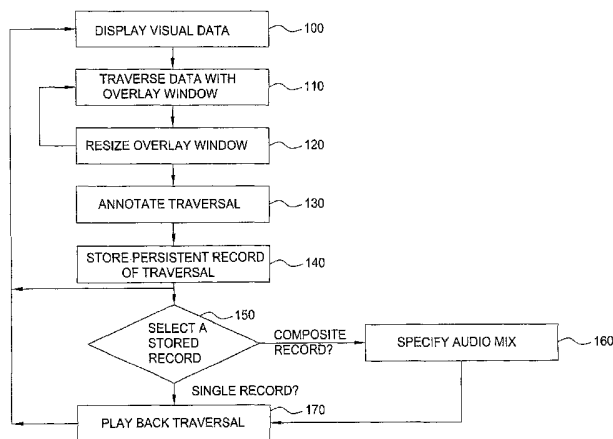 DISPLAY VISUAL DATA
100
TRAVERSE DATA WITH
OVERLAY WINDOW
110
RESIZE OVERLAY WINDOW
120
ANNOTATE TRAVERSAL
130
STORE PERSISTENT RECORD
OF TRAVERSAL
140
150
SELECT A
STORED
RECORD
COMPOSITE
RECORD?
SPECIFY AUDIO MIX
160
SINGLE RECORD?
170
PLAY BACK TRAVERSAL